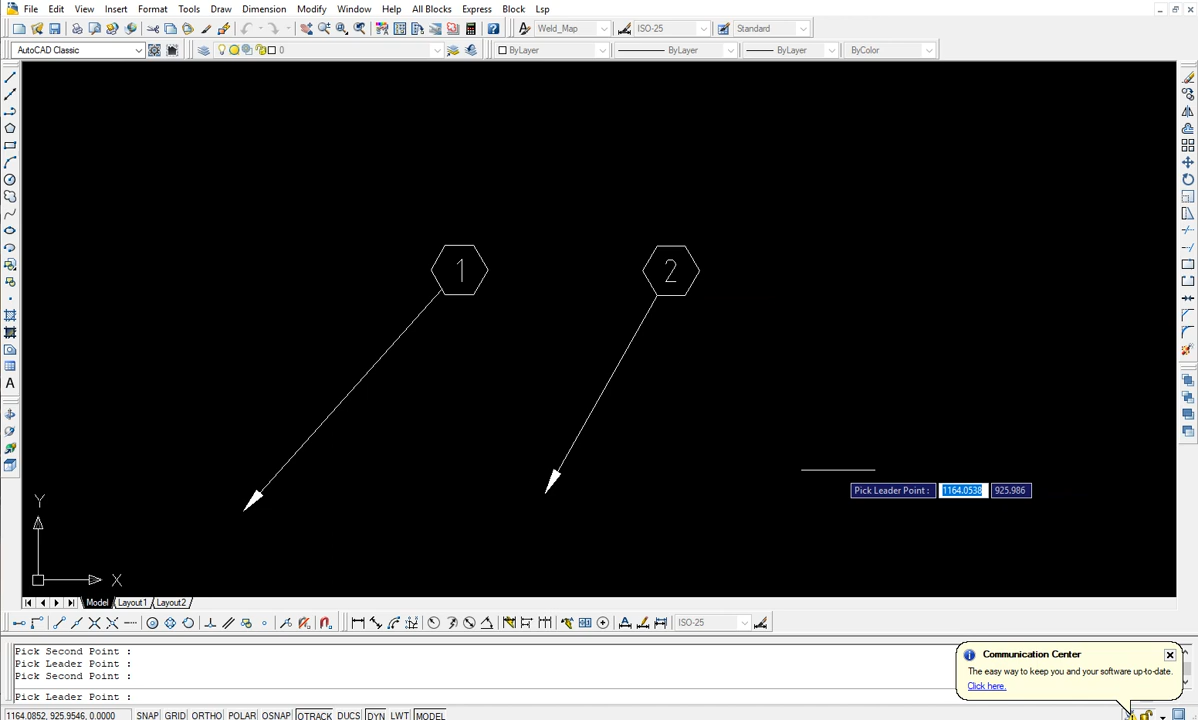 File Edit View Insert Format Tools Draw Dimension Modify Window Help All Blocks Express Block Lsp
Weld_Map ISO-25 Standard
AutoCAD Classic 0 ByLayer ByLayer ByLayer ByColor
A
1 2
Pick Leader Point : 1164.0538 925.986
Y
X
Model Layout1 Layout2
ISO-25
Pick Second Point :
Pick Leader Point :
Pick Second Point :
Pick Leader Point :
Communication Center
The easy way to keep you and your software up-to-date.
Click here.
1164.0852, 925.9546, 0.0000 SNAP GRID ORTHO POLAR OSNAP OTRACK DUCS DYN LWT MODEL